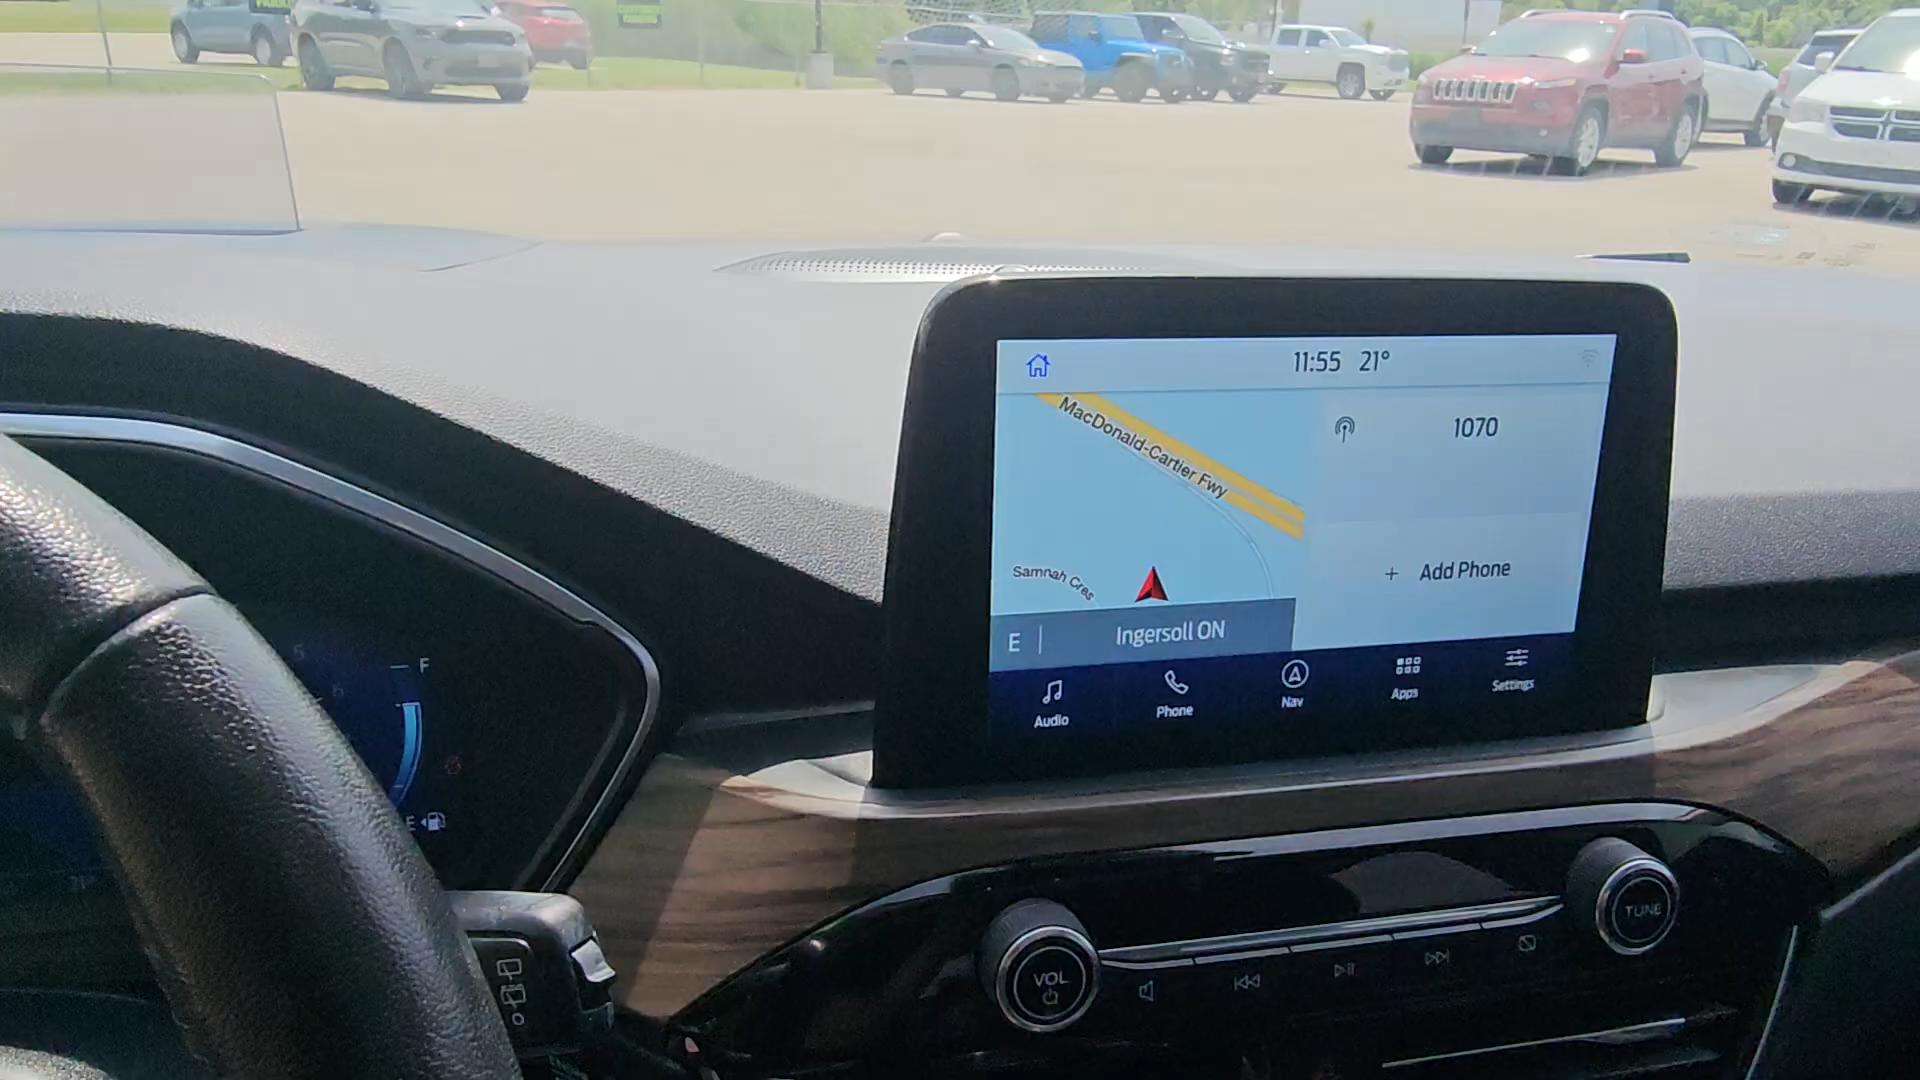 11:55 21°
MacDonald-Cartier Fwy
1070
Samnah Cres
+ Add Phone
E | Ingersoll ON
Audio
Phone
Nav
Apps
Settings
F
E
VOL
TUNE